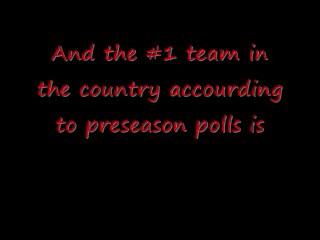 And the #1 team in
the country accourding
to preseason polls is